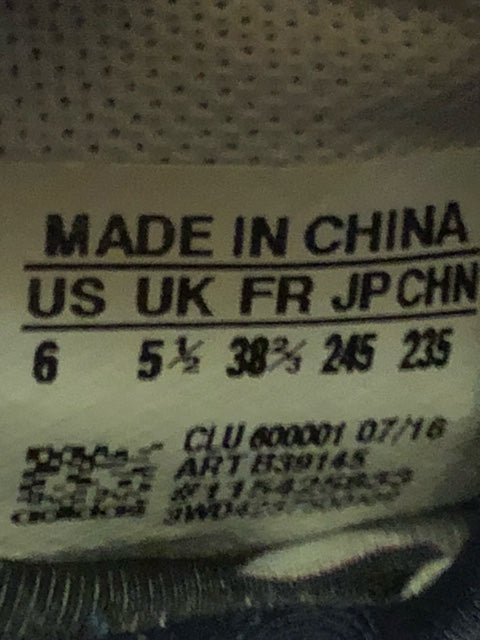 MADE IN CHINA
US UK FR JP CHN
6 5½ 38⅔ 245 235
CLU 600001 07/16
ART B39145
adidas